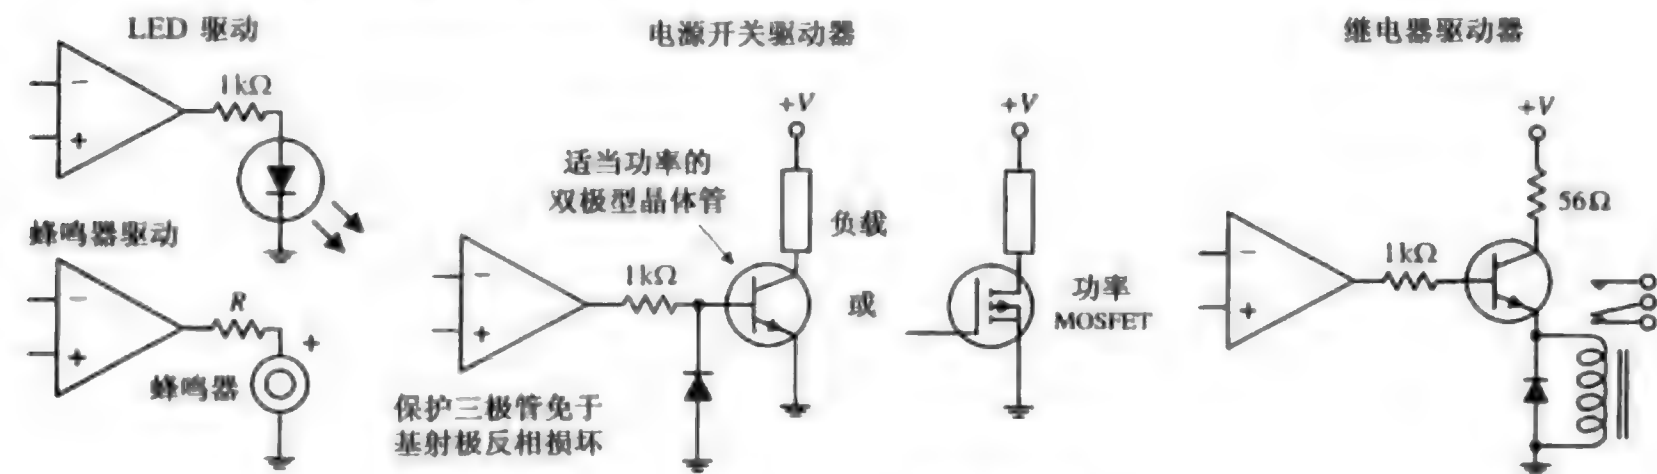 LED 驱动
1kΩ
-
+
蜂鸣器驱动
R
-
+
+
蜂鸣器
电源开关驱动器
适当功率的
双极型晶体管
+V
负载
1kΩ
-
+
保护三极管免于
基射极反相损坏
或
+V
功率
MOSFET
继电器驱动器
+V
56Ω
1kΩ
-
+